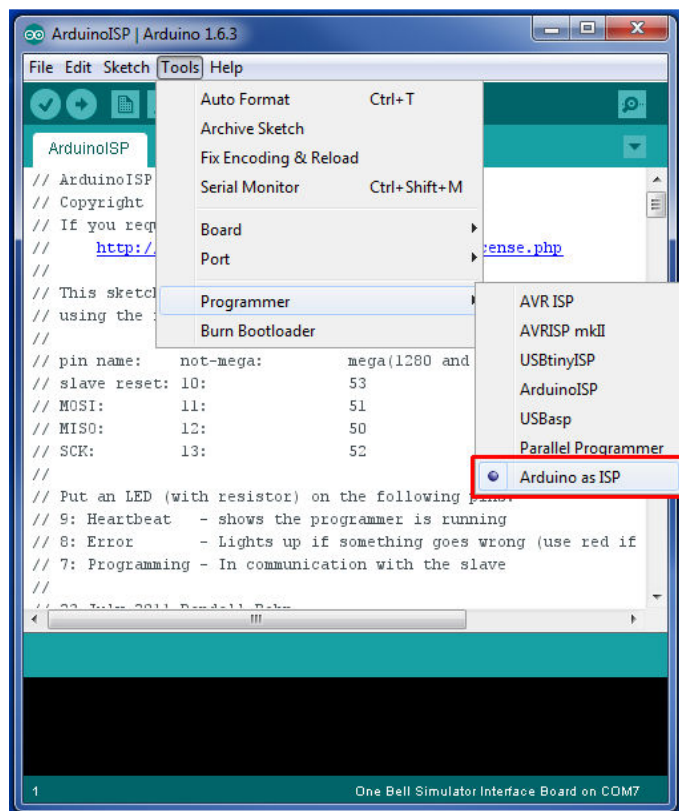 ArduinoISP | Arduino 1.6.3
File Edit Sketch Tools Help
Auto Format Ctrl+T
Archive Sketch
Fix Encoding & Reload
Serial Monitor Ctrl+Shift+M
Board
Port
Programmer
Burn Bootloader
AVR ISP
AVRISP mkII
USBtinyISP
ArduinoISP
USBasp
Parallel Programmer
Arduino as ISP
ArduinoISP
// ArduinoISP
// Copyright
// If you req
// http:/ ense.php
//
// This sketch
// using the
//
// pin name: not-mega: mega(1280 and
// slave reset: 10: 53
// MOSI: 11: 51
// MISO: 12: 50
// SCK: 13: 52
//
// Put an LED (with resistor) on the following pins:
// 9: Heartbeat - shows the programmer is running
// 8: Error - Lights up if something goes wrong (use red if
// 7: Programming - In communication with the slave
//
1 One Bell Simulator Interface Board on COM7